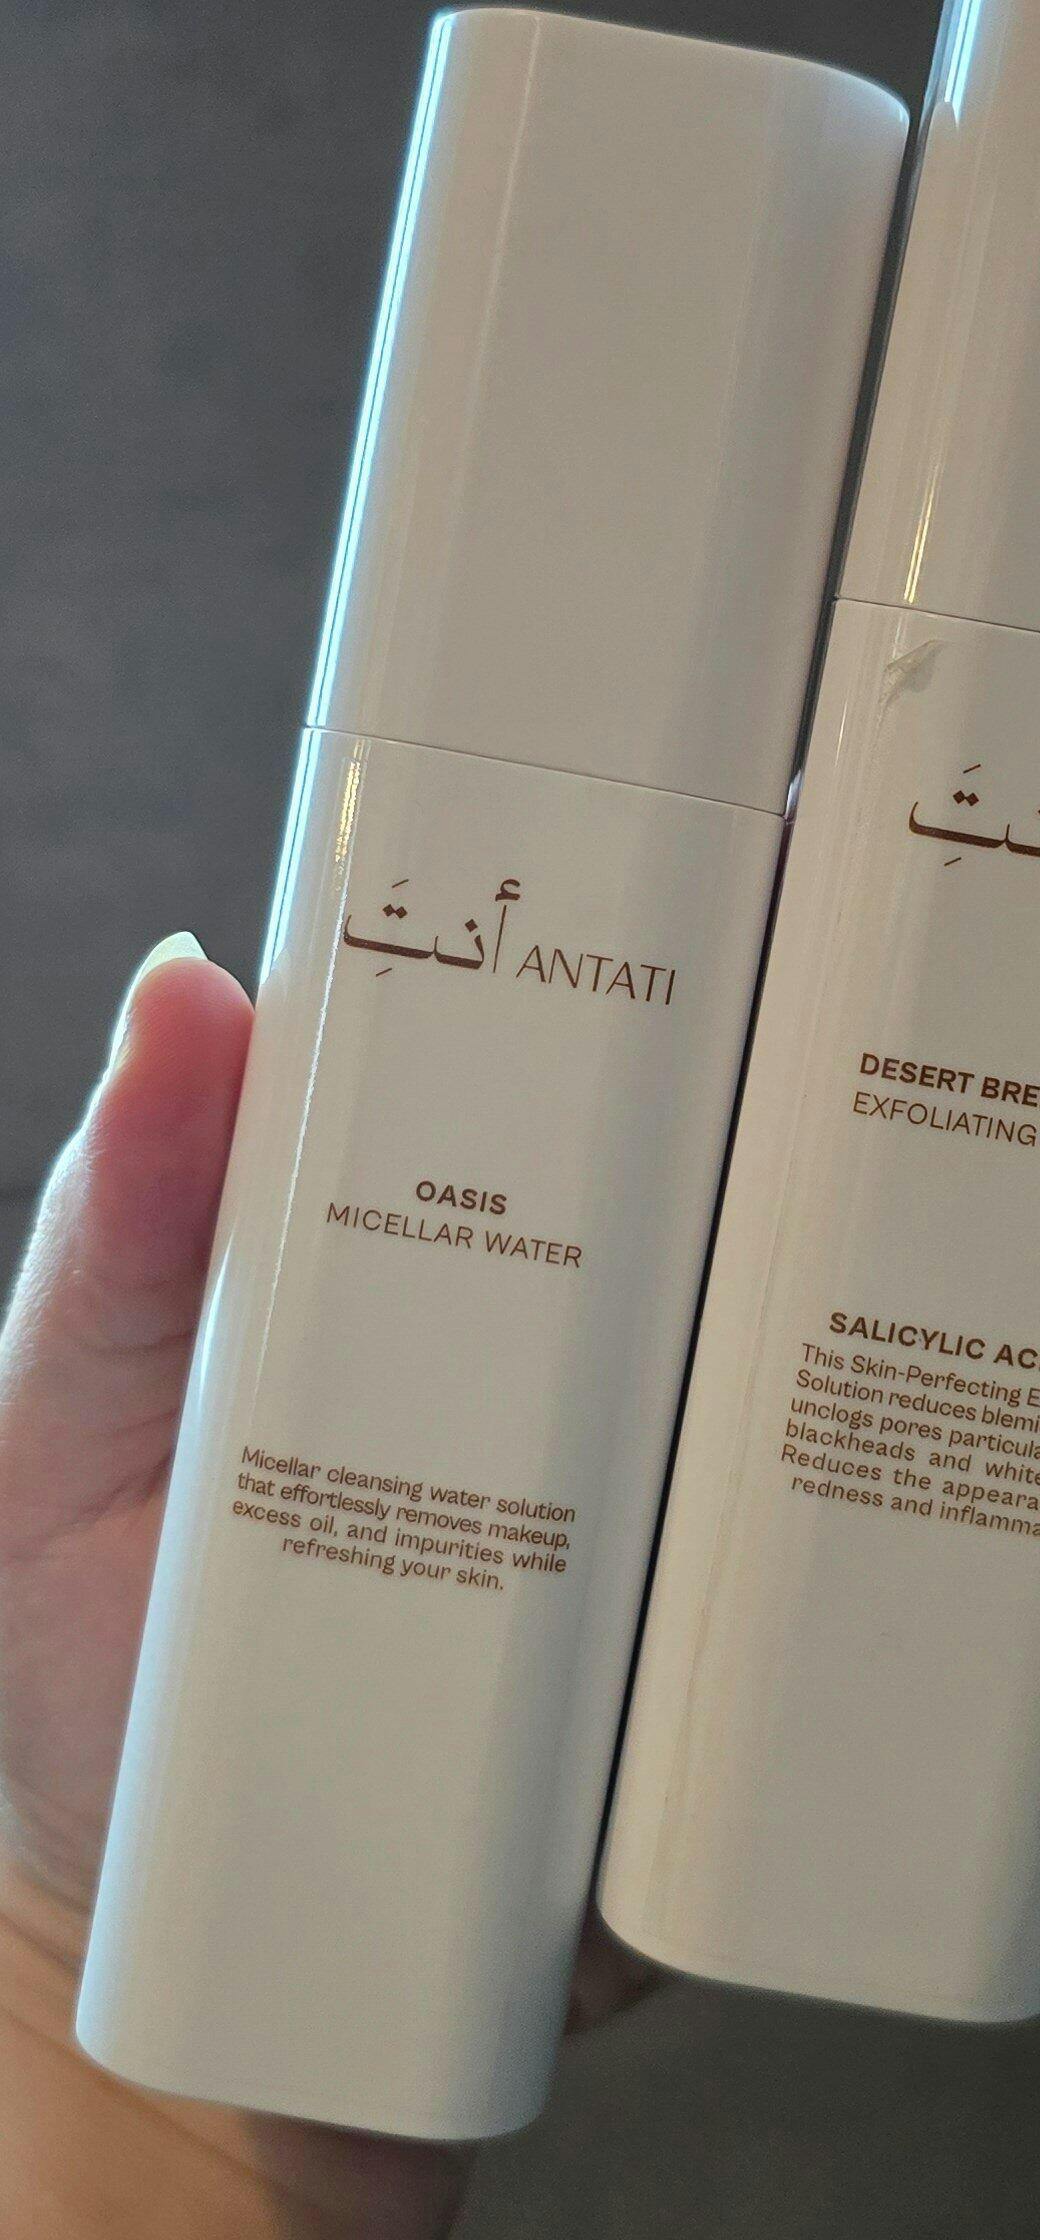 أنتَِ ANTATI
OASIS
MICELLAR WATER
Micellar cleansing water solution
that effortlessly removes makeup,
excess oil, and impurities while
refreshing your skin.
DESERT
EXFOLIATING
SALICYLIC
This Skin-Perfecting
Solution reduces
unclogs pores
blackheads and
Reduces the
redness and